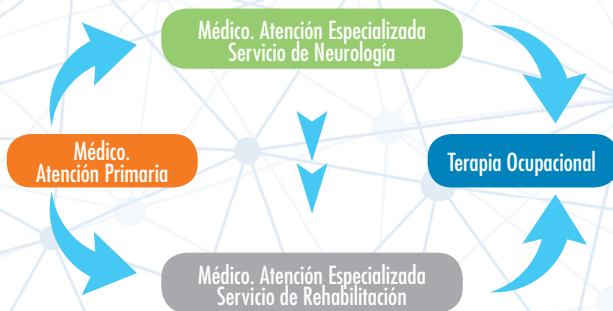 Médico. Atención Especializada
Servicio de Neurología
Médico.
Atención Primaria
Terapia Ocupacional
Médico. Atención Especializada
Servicio de Rehabilitación